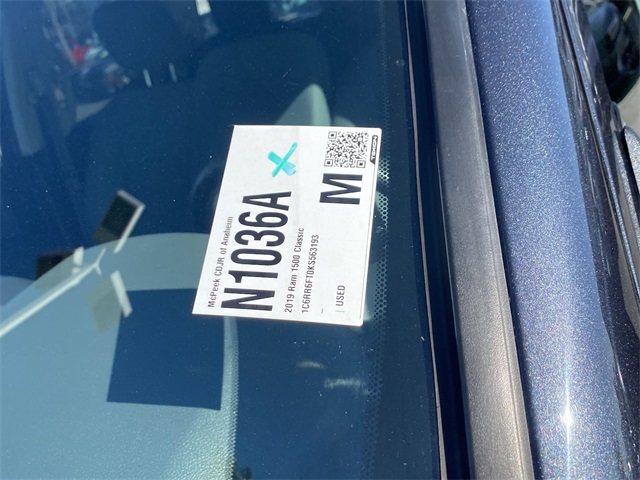 McPeek CDJR of Anaheim
N1036A
2019 Ram 1500 Classic
1C6RR6FT0KS563193
–
| USED
M